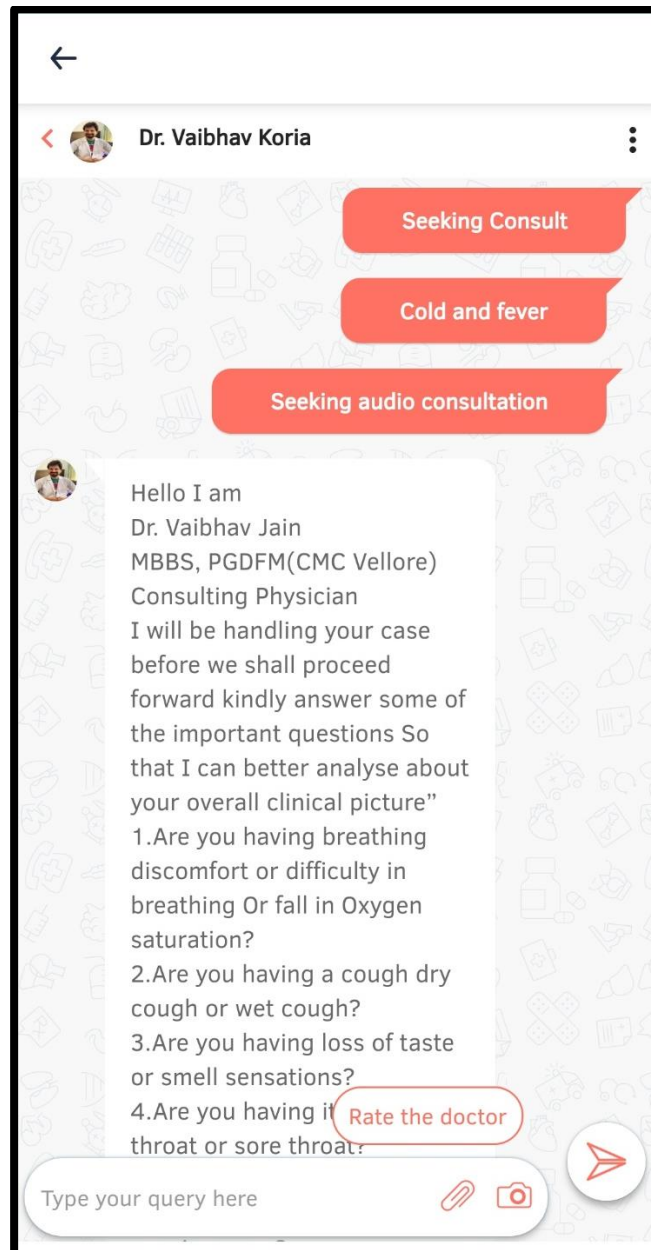 Dr. Vaibhav Koria
Seeking Consult
Cold and fever
Seeking audio consultation
Hello I am
Dr. Vaibhav Jain
MBBS, PGDFM(CMC Vellore)
Consulting Physician
I will be handling your case
before we shall proceed
forward kindly answer some of
the important questions So
that I can better analyse about
your overall clinical picture”
1.Are you having breathing
discomfort or difficulty in
breathing Or fall in Oxygen
saturation?
2.Are you having a cough dry
cough or wet cough?
3.Are you having loss of taste
or smell sensations?
4.Are you having
throat or sore throat?
Rate the doctor
Type your query here